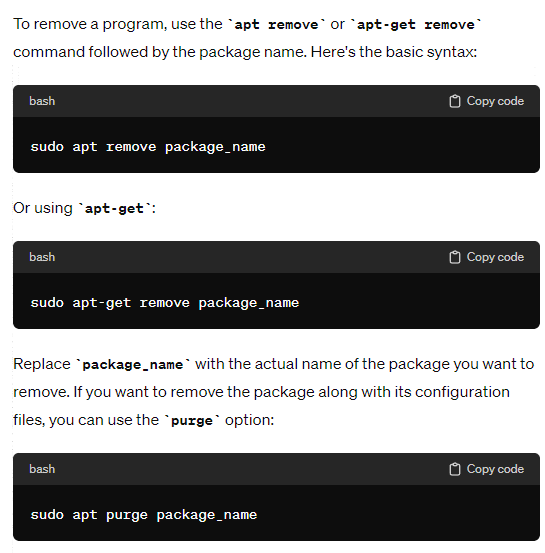 To remove a program, use the `apt remove` or `apt-get remove`
command followed by the package name. Here's the basic syntax:
bash Copy code
sudo apt remove package_name
Or using `apt-get`:
bash Copy code
sudo apt-get remove package_name
Replace `package_name` with the actual name of the package you want to
remove. If you want to remove the package along with its configuration
files, you can use the `purge` option:
bash Copy code
sudo apt purge package_name